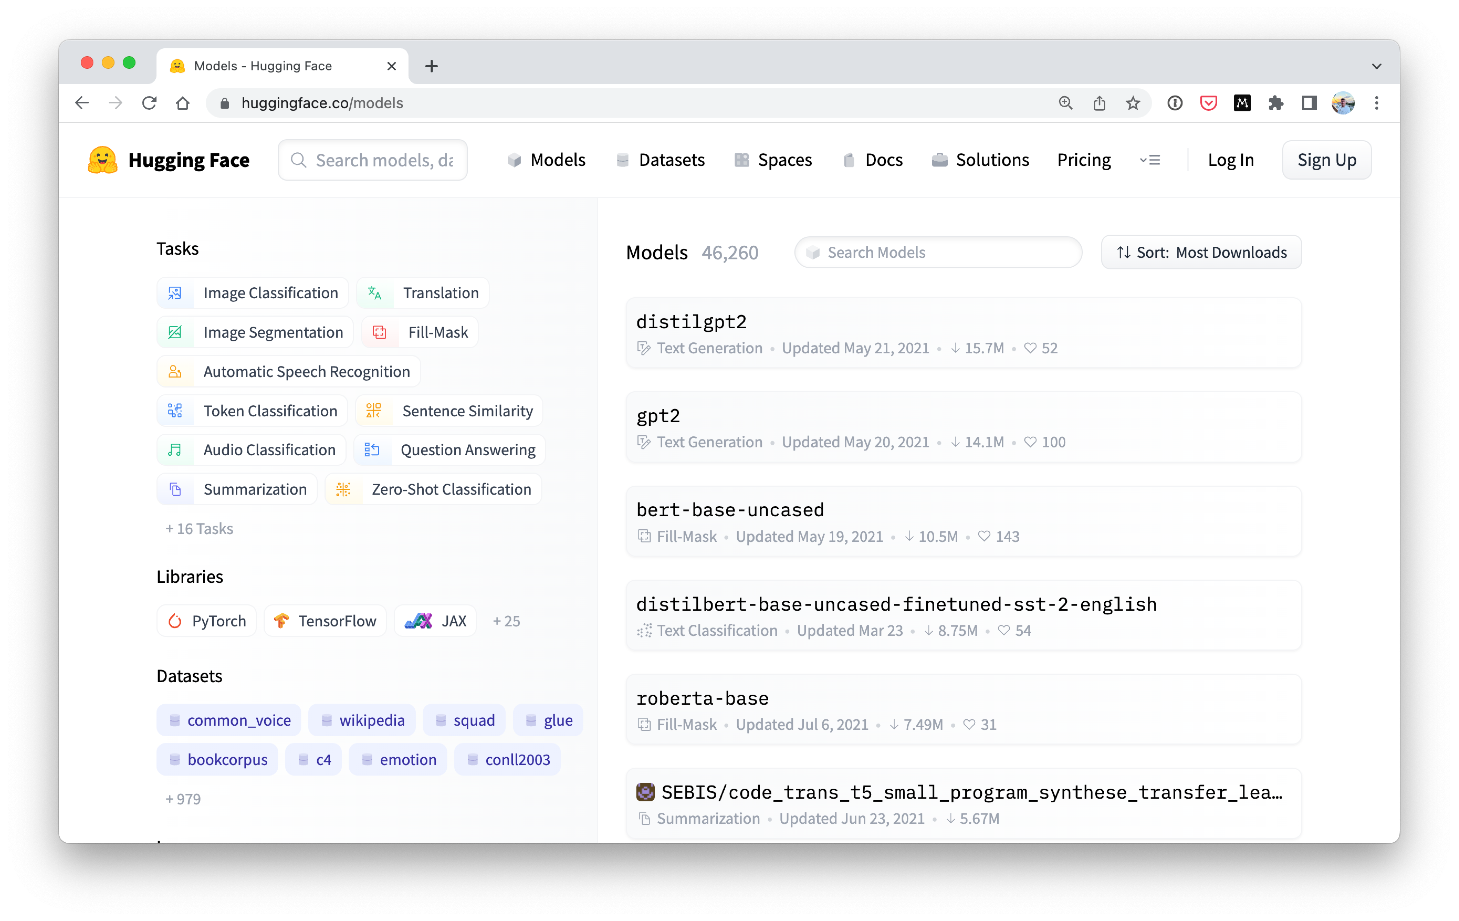 Models - Hugging Face
huggingface.co/models
Hugging Face
Search models, da
Models
Datasets
Spaces
Docs
Solutions
Pricing
Log In
Sign Up
Tasks
Image Classification
Translation
Image Segmentation
Fill-Mask
Automatic Speech Recognition
Token Classification
Sentence Similarity
Audio Classification
Question Answering
Summarization
Zero-Shot Classification
+ 16 Tasks
Libraries
PyTorch
TensorFlow
JAX
+ 25
Datasets
common_voice
wikipedia
squad
glue
bookcorpus
c4
emotion
conll2003
+ 979
Models 46,260
Search Models
Sort: Most Downloads
distilgpt2
Text Generation • Updated May 21, 2021 • ↓ 15.7M • ♡ 52
gpt2
Text Generation • Updated May 20, 2021 • ↓ 14.1M • ♡ 100
bert-base-uncased
Fill-Mask • Updated May 19, 2021 • ↓ 10.5M • ♡ 143
distilbert-base-uncased-finetuned-sst-2-english
Text Classification • Updated Mar 23 • ↓ 8.75M • ♡ 54
roberta-base
Fill-Mask • Updated Jul 6, 2021 • ↓ 7.49M • ♡ 31
SEBIS/code_trans_t5_small_program_synthese_transfer_lea…
Summarization • Updated Jun 23, 2021 • ↓ 5.67M